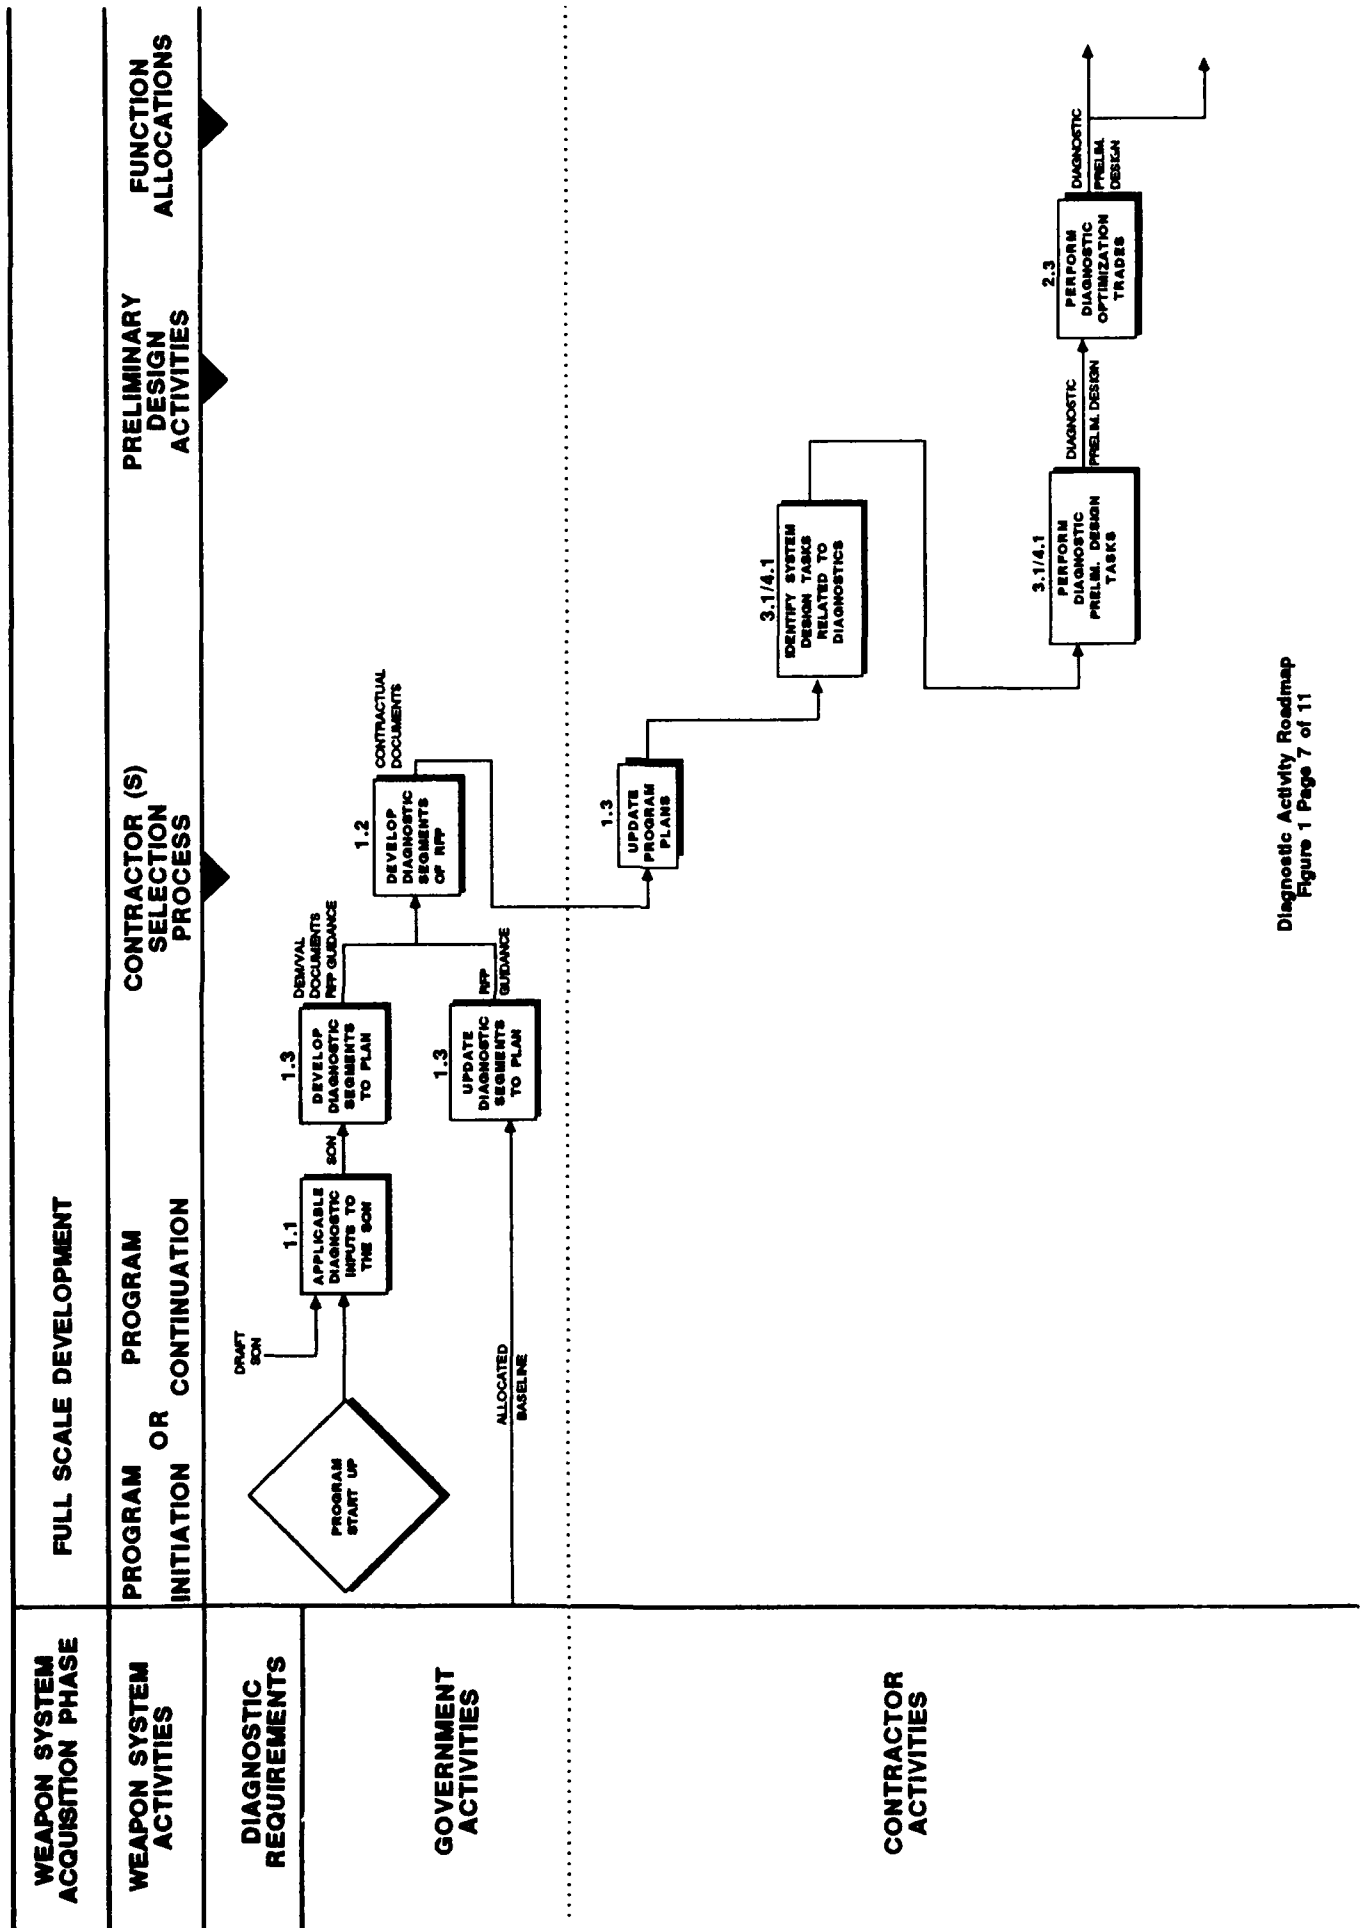 WEAPON SYSTEM
ACQUISITION PHASE
FULL SCALE DEVELOPMENT
WEAPON SYSTEM
ACTIVITIES
PROGRAM
INITIATION
OR
PROGRAM
CONTINUATION
CONTRACTOR (S)
SELECTION
PROCESS
PRELIMINARY
DESIGN
ACTIVITIES
FUNCTION
ALLOCATIONS
DIAGNOSTIC
REQUIREMENTS
GOVERNMENT
ACTIVITIES
PROGRAM
START UP
DRAFT
SON
1.1
APPLICABLE
DIAGNOSTIC
INPUTS TO
THE SON
SON
1.3
DEVELOP
DIAGNOSTIC
SEGMENTS
TO PLAN
DEM/VAL
DOCUMENTS
RFP GUIDANCE
ALLOCATED
BASELINE
1.3
UPDATE
DIAGNOSTIC
SEGMENTS
TO PLAN
RFP
GUIDANCE
1.2
DEVELOP
DIAGNOSTIC
SEGMENTS
OF RFP
CONTRACTUAL
DOCUMENTS
CONTRACTOR
ACTIVITIES
1.3
UPDATE
PROGRAM
PLANS
3.1/4.1
IDENTIFY SYSTEM
DESIGN TASKS
RELATED TO
DIAGNOSTICS
3.1/4.1
PERFORM
DIAGNOSTIC
PRELIM. DESIGN
TASKS
DIAGNOSTIC
PRELIM. DESIGN
2.3
PERFORM
DIAGNOSTIC
OPTIMIZATION
TRADES
DIAGNOSTIC
PRELIM.
DESIGN
Diagnostic Activity Roadmap
Figure 1 Page 7 of 11